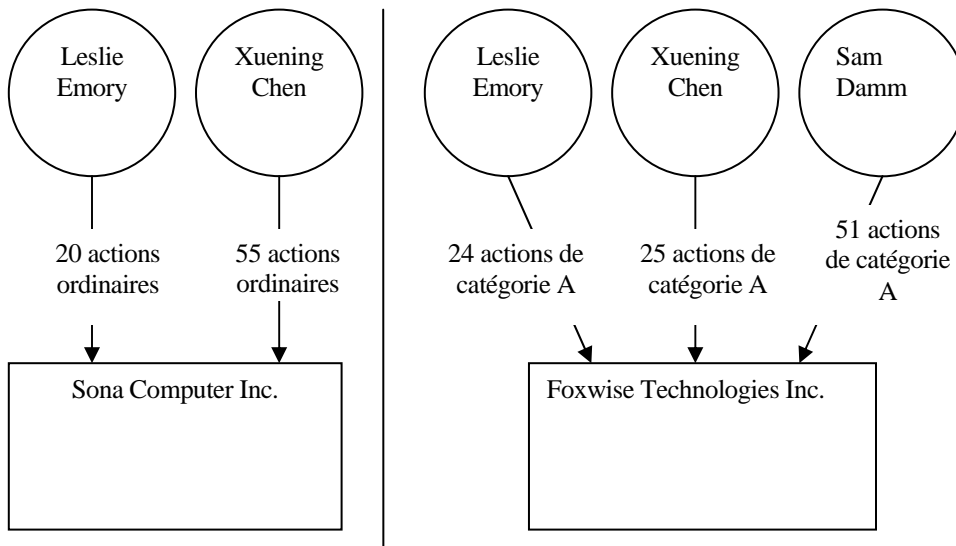 Leslie
Emory
Xuening
Chen
20 actions
ordinaires
55 actions
ordinaires
Sona Computer Inc.
Leslie
Emory
Xuening
Chen
Sam
Damm
24 actions de
catégorie A
25 actions de
catégorie A
51 actions
de catégorie
A
Foxwise Technologies Inc.